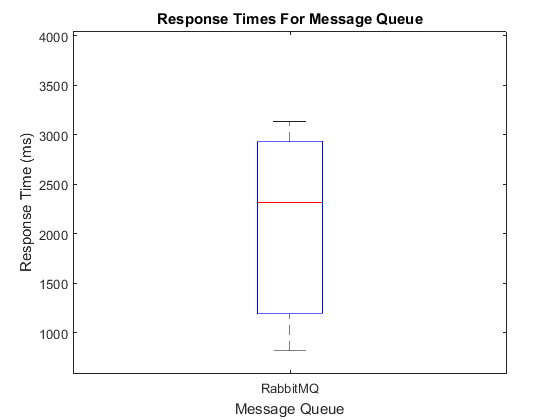 Response Times For Message Queue
Response Time (ms)
4000
3500
3000
2500
2000
1500
1000
RabbitMQ
Message Queue